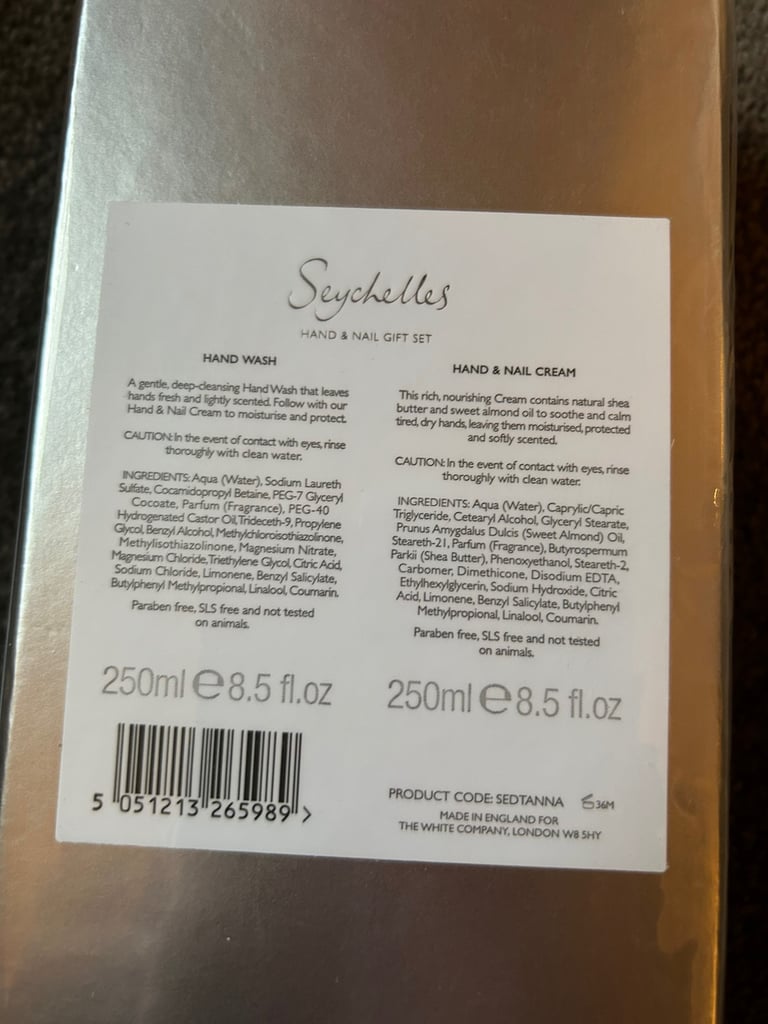 Seychelles
HAND & NAIL GIFT SET
HAND WASH
A gentle, deep-cleansing Hand Wash that leaves
hands fresh and lightly scented. Follow with our
Hand & Nail Cream to moisturise and protect.
CAUTION: In the event of contact with eyes, rinse
thoroughly with clean water.
INGREDIENTS: Aqua (Water), Sodium Laureth
Sulfate, Cocamidopropyl Betaine, PEG-7 Glyceryl
Cocoate, Parfum (Fragrance), PEG-40
Hydrogenated Castor Oil, Trideceth-9, Propylene
Glycol, Benzyl Alcohol, Methylchloroisothiazolinone,
Methylisothiazolinone, Magnesium Nitrate,
Magnesium Chloride, Triethylene Glycol, Citric Acid,
Sodium Chloride, Limonene, Benzyl Salicylate,
Butylphenyl Methylpropional, Linalool, Coumarin.
Paraben free, SLS free and not tested
on animals.
250ml e 8.5 fl.oz
5 051213 265989 >
HAND & NAIL CREAM
This rich, nourishing Cream contains natural shea
butter and sweet almond oil to soothe and calm
tired, dry hands, leaving them moisturised, protected
and softly scented.
CAUTION: In the event of contact with eyes, rinse
thoroughly with clean water.
INGREDIENTS: Aqua (Water), Caprylic/Capric
Triglyceride, Cetearyl Alcohol, Glyceryl Stearate,
Prunus Amygdalus Dulcis (Sweet Almond) Oil,
Steareth-21, Parfum (Fragrance), Butyrospermum
Parkii (Shea Butter), Phenoxyethanol, Steareth-2,
Carbomer, Dimethicone, Disodium EDTA,
Ethylhexylglycerin, Sodium Hydroxide, Citric
Acid, Limonene, Benzyl Salicylate, Butylphenyl
Methylpropional, Linalool, Coumarin.
Paraben free, SLS free and not tested
on animals.
250ml e 8.5 fl.oz
PRODUCT CODE: SEDTANNA 36M
MADE IN ENGLAND FOR
THE WHITE COMPANY, LONDON W8 5HY